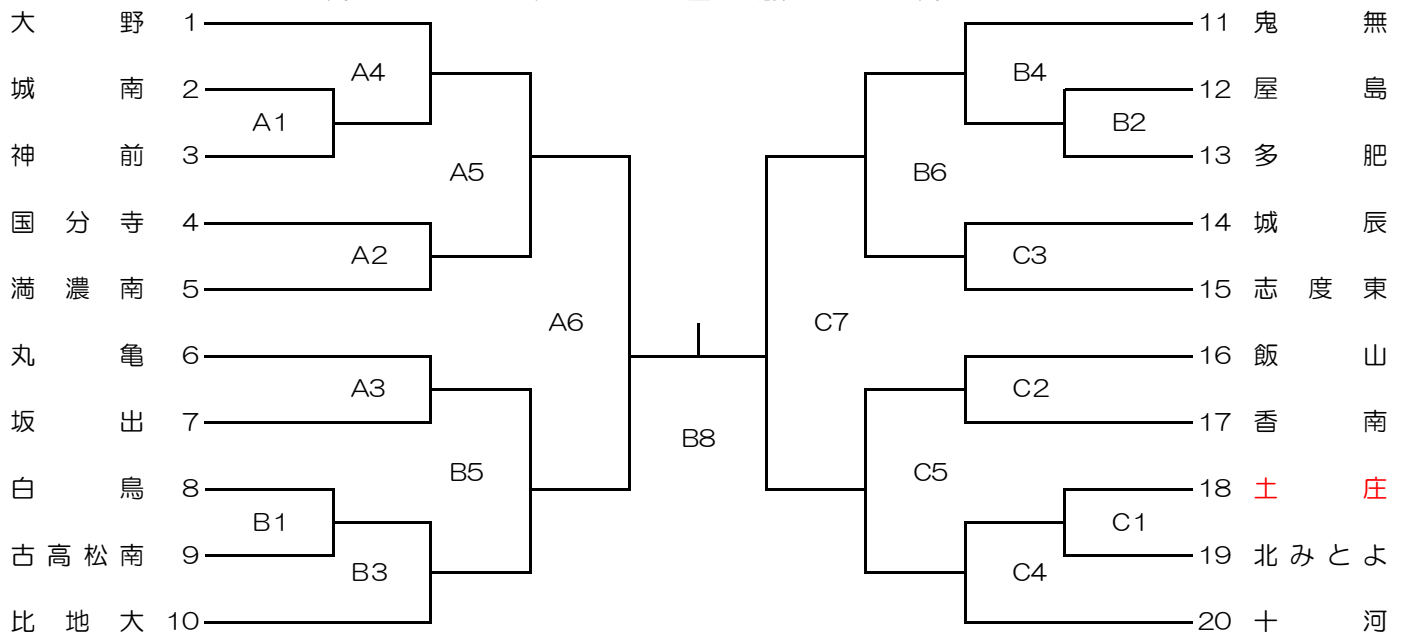 大野 1 11 鬼無
A4 B4
城南 2 12 屋島
A1 B2
神前 3 13 多肥
A5 B6
国分寺 4 14 城辰
A2 C3
満濃南 5 15 志度東
A6 C7
丸亀 6 16 飯山
A3 C2
坂出 7 17 香南
B8
B5 C5
白鳥 8 18 土庄
B1 C1
古高松南 9 19 北みとよ
B3 C4
比地大 10 20 十河